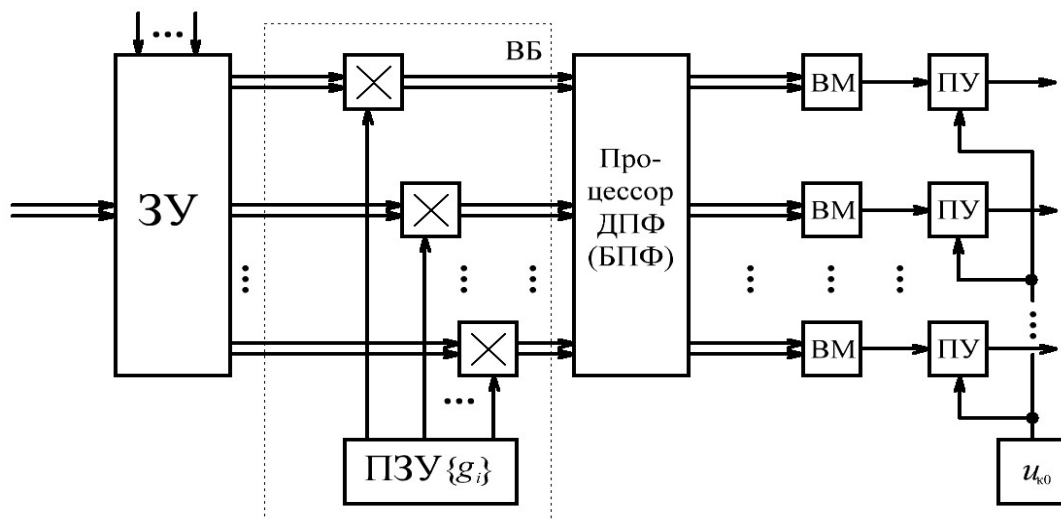 ...
ВБ
ВМ
ПУ
ЗУ
Про-
цессор
ДПФ
(БПФ)
ВМ
ПУ
...
ВМ
ПУ
...
ПЗУ{gᵢ}
uк0